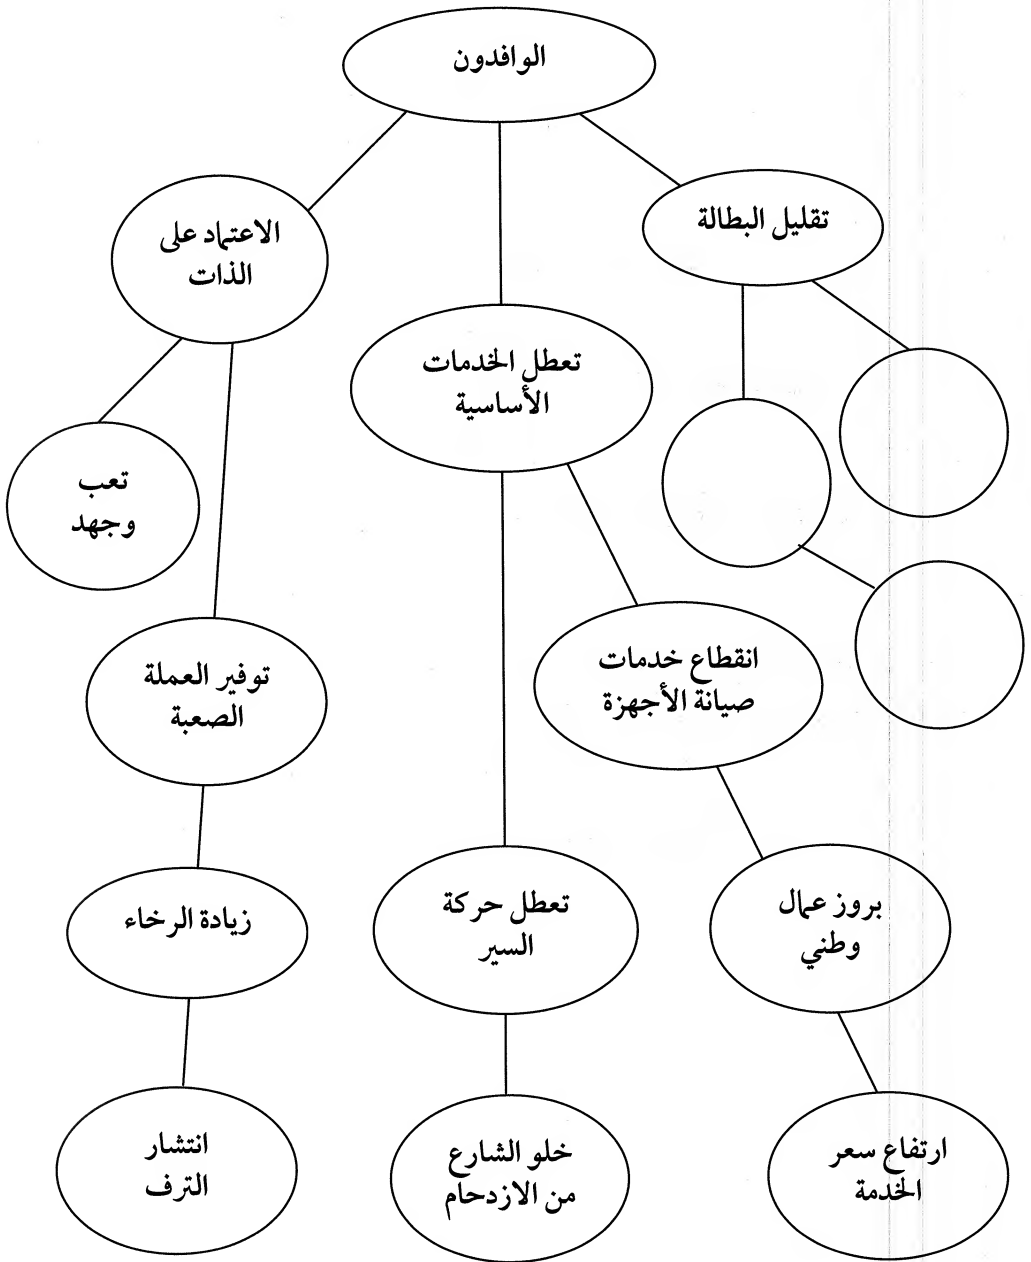 الوافدون
تقليل البطالة
الاعتماد على
الذات
تعطل الخدمات
الأساسية
تعب
وجهد
انقطاع خدمات
صيانة الأجهزة
توفير العملة
الصعبة
بروز عمال
وطني
تعطل حركة
السير
زيادة الرخاء
ارتفاع سعر
الخدمة
خلو الشارع
من الازدحام
انتشار
الترف